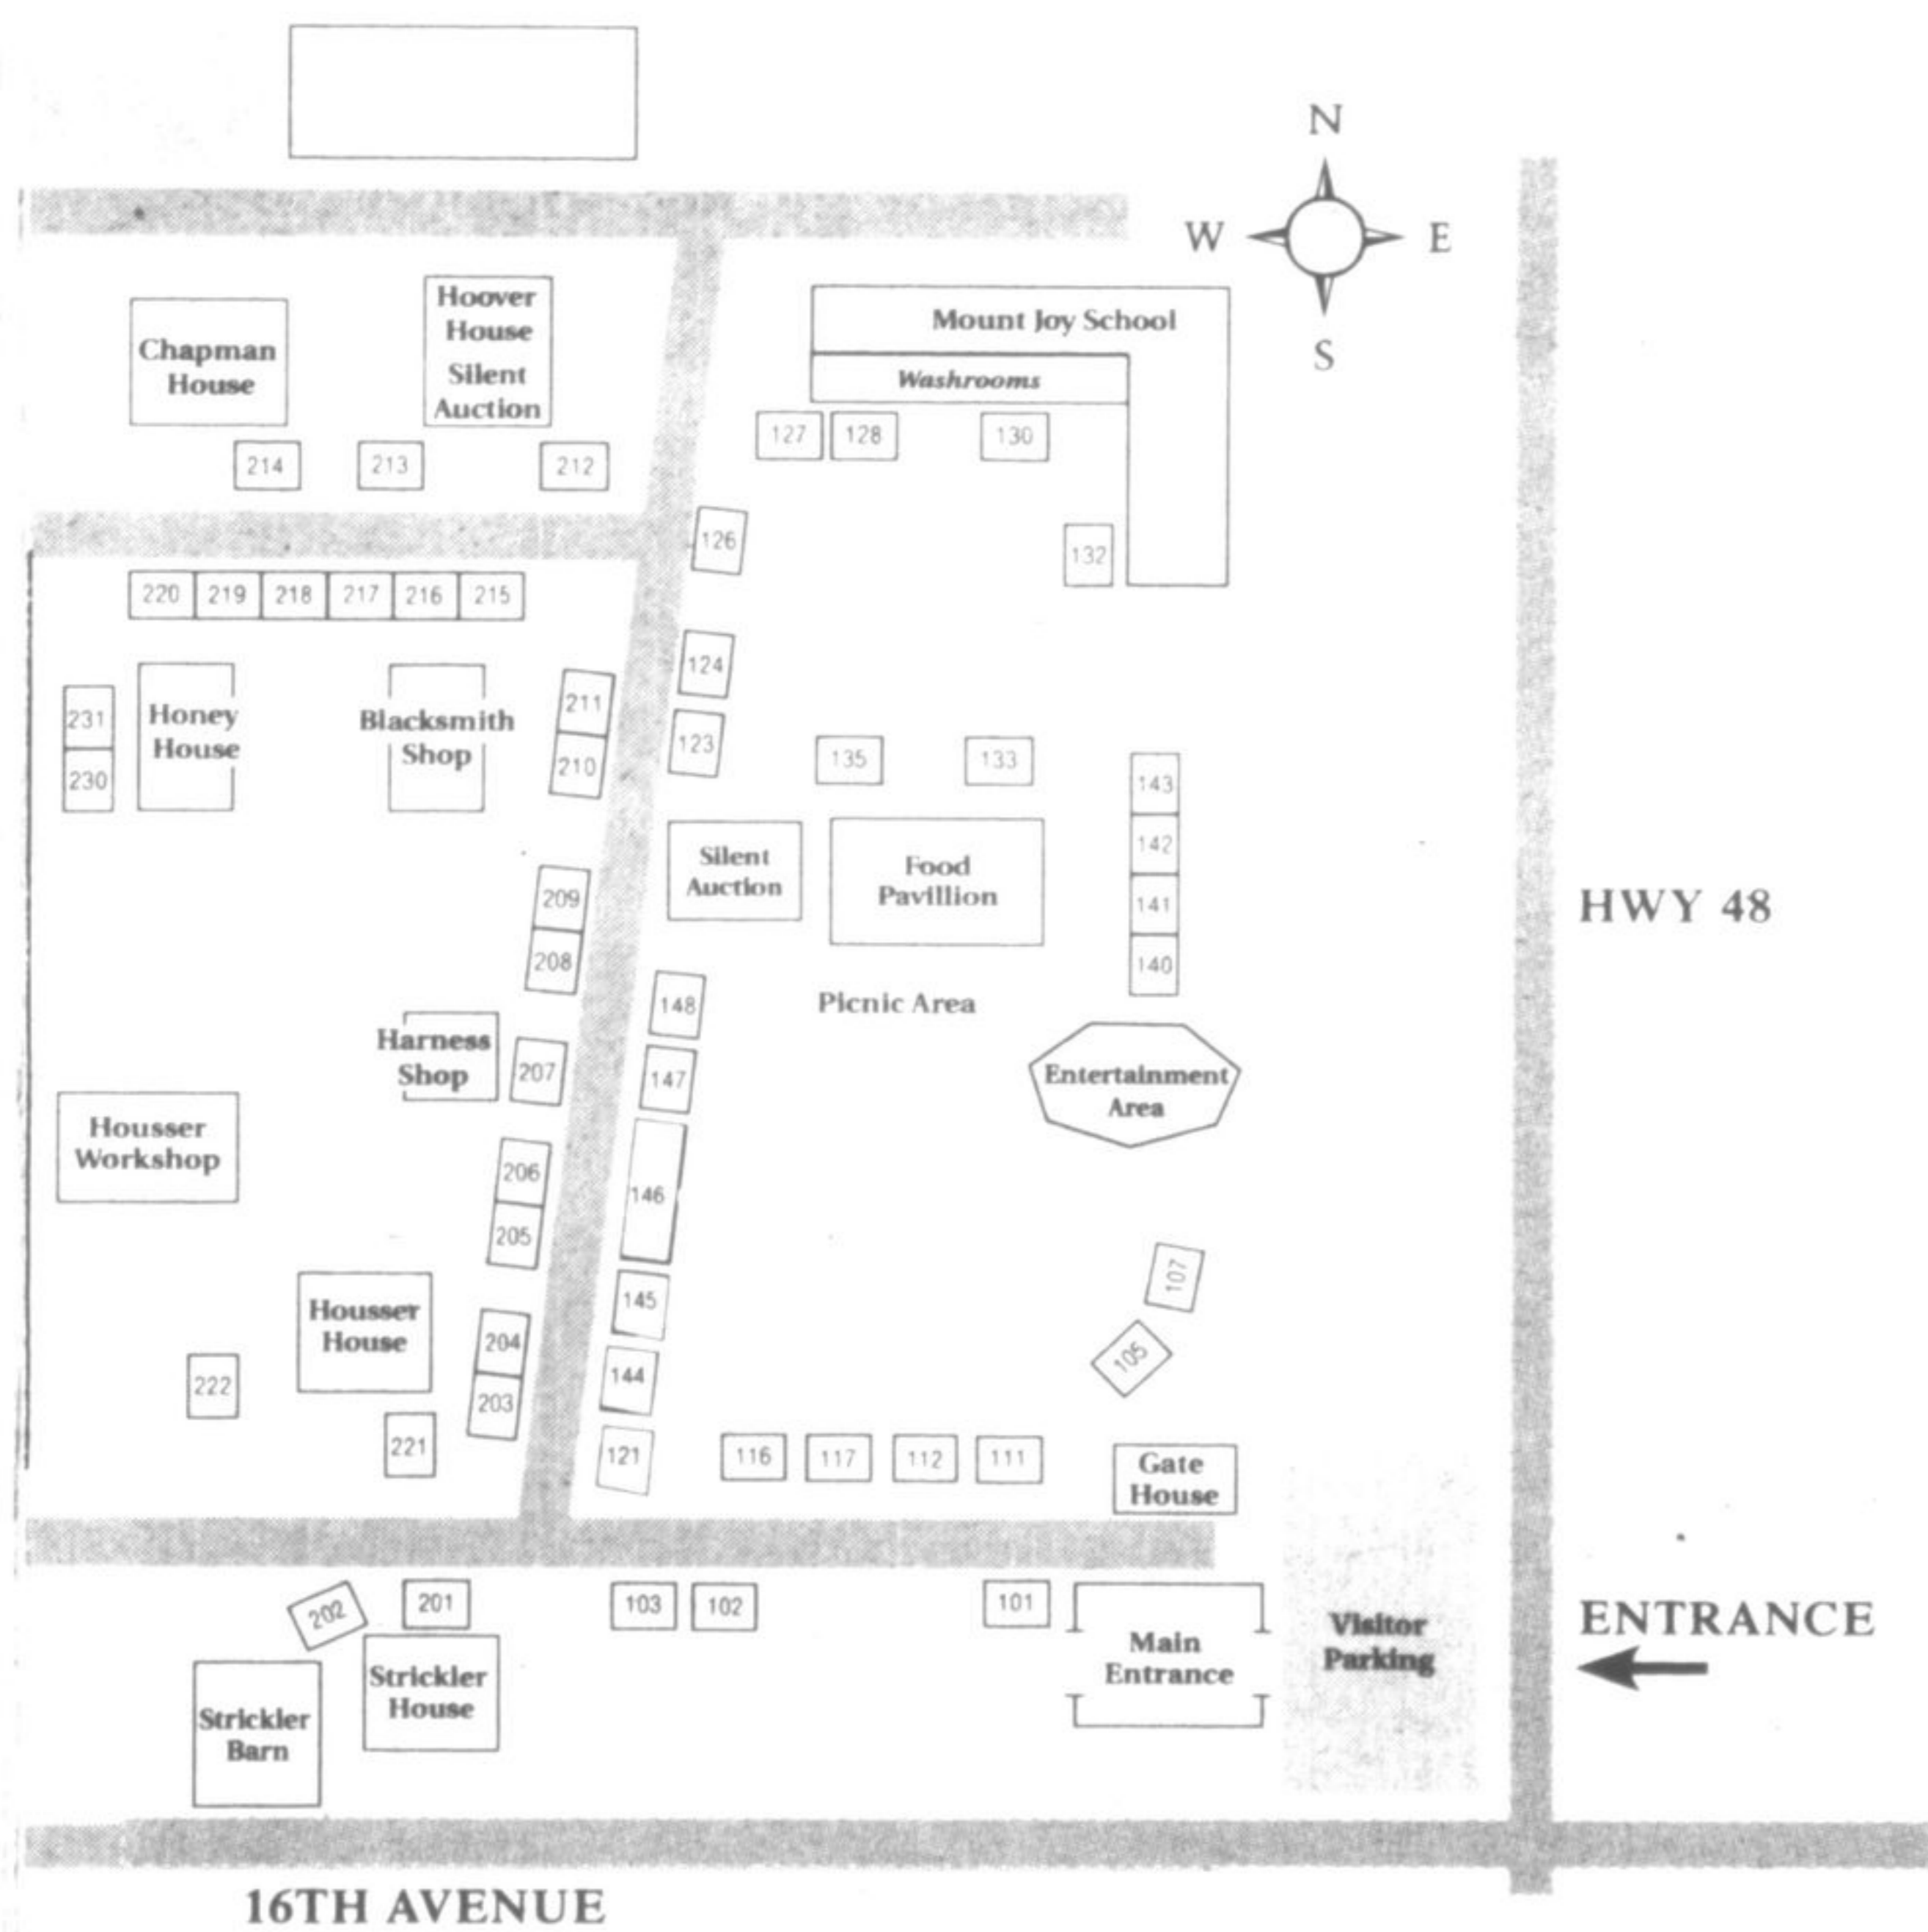 N
W
E
S
Hoover
House
Silent
Auction
Chapman
House
Mount Joy School
Washrooms
127
128
130
214
213
212
126
132
220
219
218
217
216
215
124
231
230
Honey
House
Blacksmith
Shop
211
210
123
135
133
143
142
141
140
Silent
Auction
Food
Pavillion
HWY 48
209
208
148
Picnic Area
Harness
Shop
207
147
Entertainment
Area
Housser
Workshop
206
205
146
107
145
105
Housser
House
204
203
144
222
221
121
116
117
112
111
Gate
House
202
201
103
102
101
Main
Entrance
Visitor
Parking
ENTRANCE
Strickler
House
Strickler
Barn
16TH AVENUE